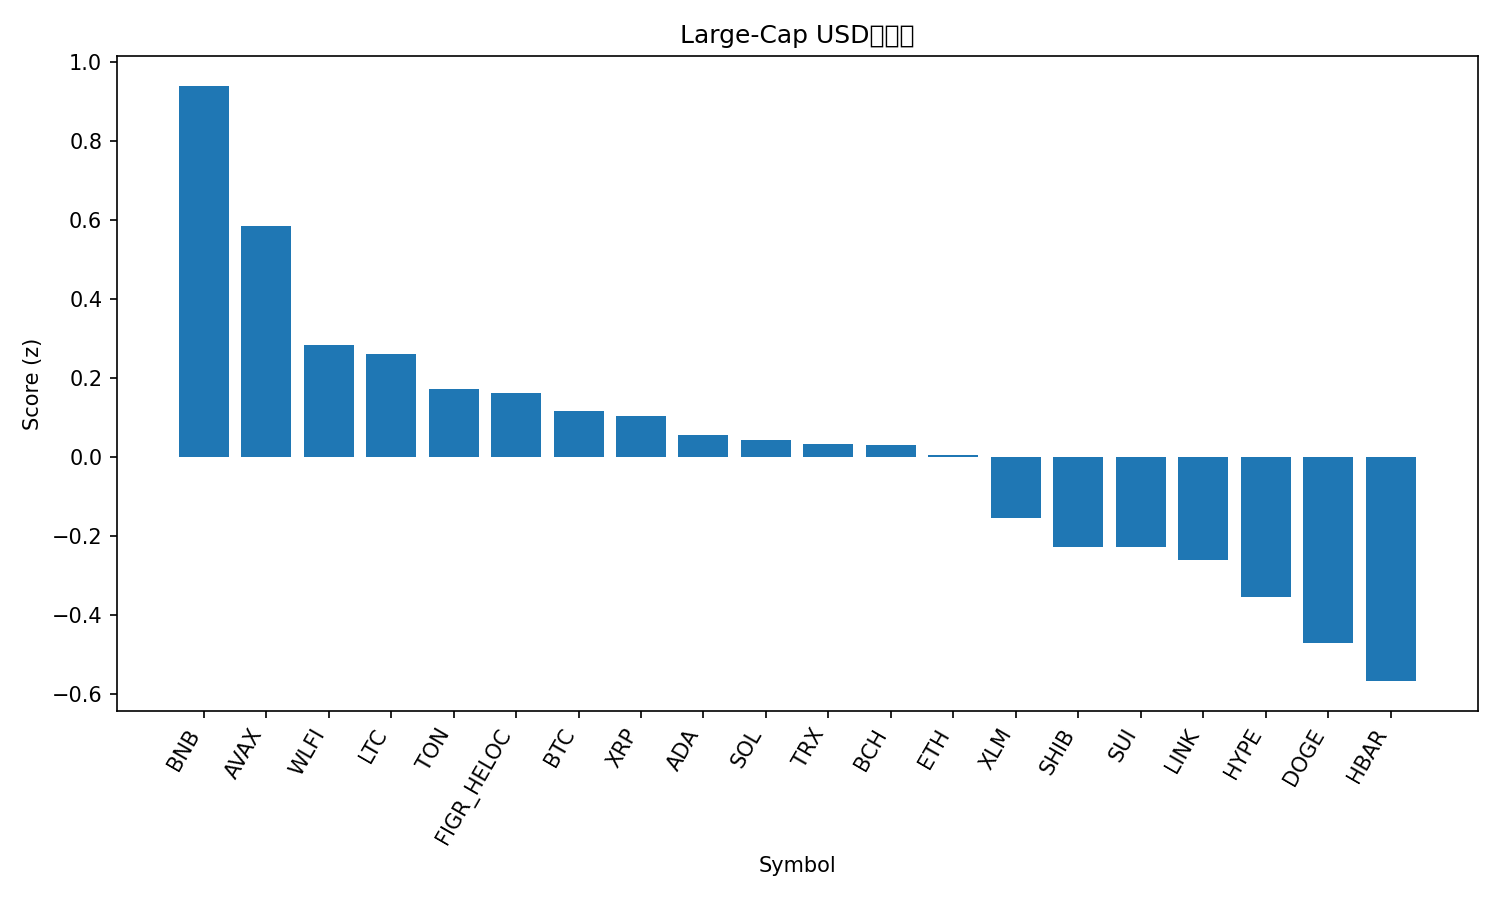 Large-Cap USD
1.0
0.8
0.6
0.4
0.2
0.0
−0.2
−0.4
−0.6
Score (z)
BNB
AVAX
WLFI
LTC
TON
FIGR_HELOC
BTC
XRP
ADA
SOL
TRX
BCH
ETH
XLM
SHIB
SUI
LINK
HYPE
DOGE
HBAR
Symbol